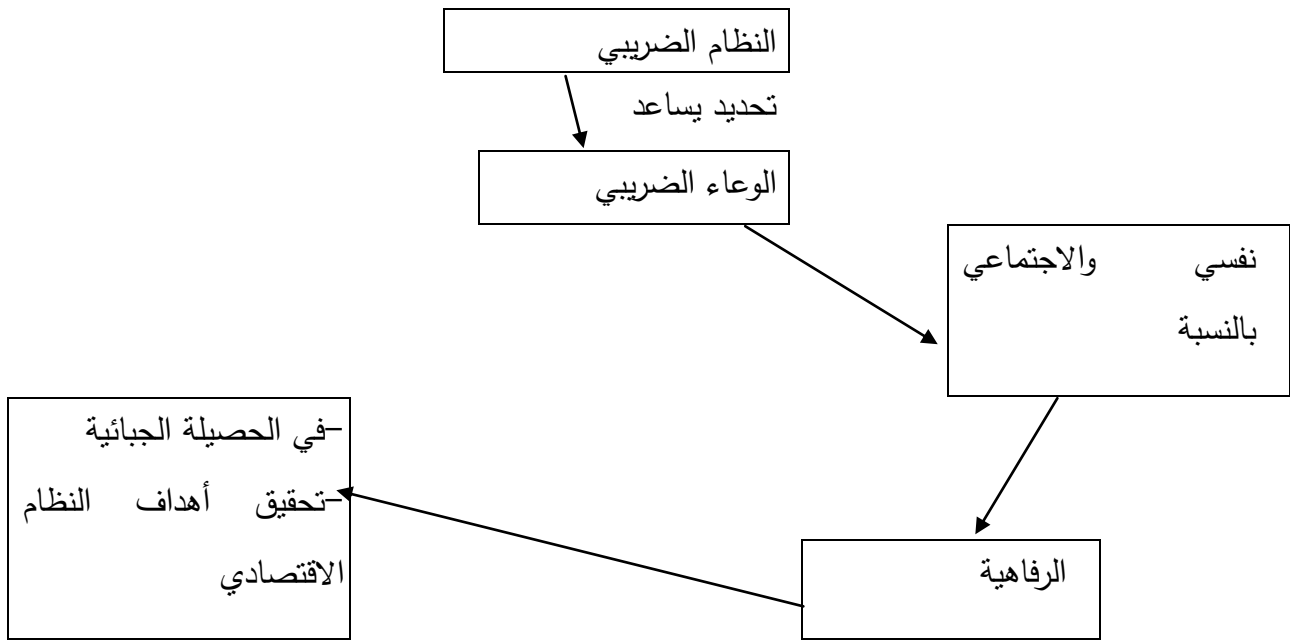 النظام الضريبي
تحديد يساعد
الوعاء الضريبي
نفسي والاجتماعي
بالنسبة
الرفاهية
-في الحصيلة الجبائية
-تحقيق أهداف النظام
الاقتصادي